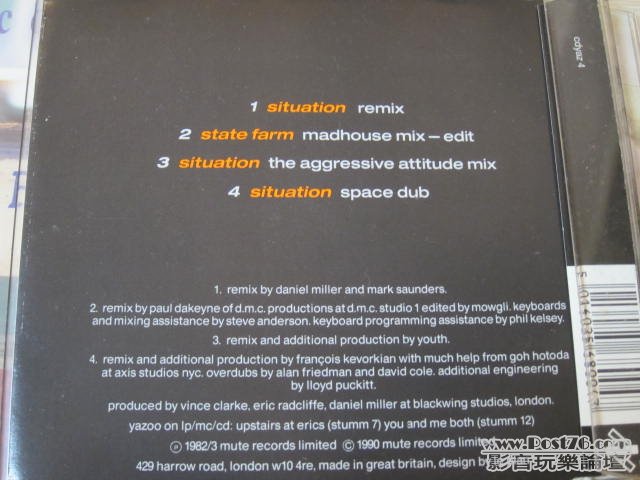 cdyaz 4
1 situation remix
2 state farm madhouse mix – edit
3 situation the aggressive attitude mix
4 situation space dub
1. remix by daniel miller and mark saunders.
2. remix by paul dakeyne of d.m.c. productions at d.m.c. studio 1 edited by mowgli. keyboards
and mixing assistance by steve anderson. keyboard programming assistance by phil kelsey.
3. remix and additional production by youth.
4. remix and additional production by françois kevorkian with much help from goh hotoda
at axis studios nyc. overdubs by alan friedman and david cole. additional engineering
by lloyd puckitt.
produced by vince clarke, eric radcliffe, daniel miller at blackwing studios, london.
yazoo on lp/mc/cd: upstairs at erics (stumm 7) you and me both (stumm 12)
℗ 1982/3 mute records limited © 1990 mute records limited
429 harrow road, london w10 4re, made in great britain, design by
www.Post76.com
影音玩樂論壇